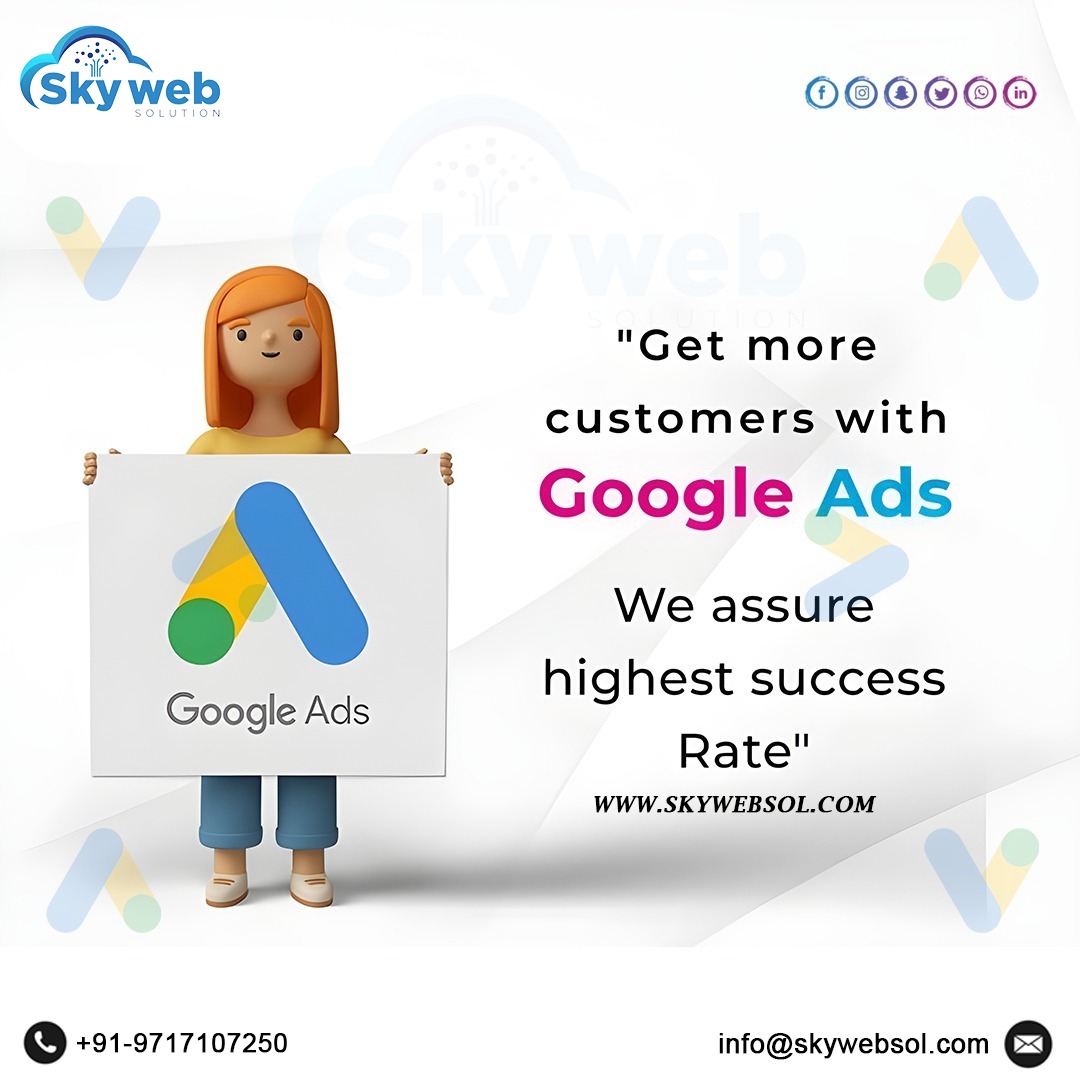 Sky web
SOLUTION
Sky web
SOLUTION
"Get more
customers with
Google Ads
We assure
highest success
Rate"
WWW.SKYWEBSOL.COM
Google Ads
+91-9717107250
info@skywebsol.com